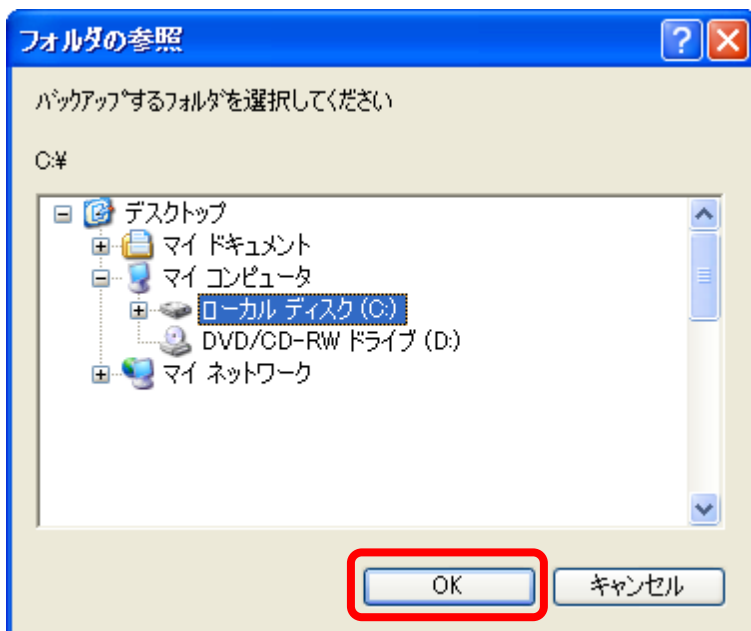 フォルダの参照
ﾊﾞｯｸｱｯﾌﾟするﾌｫﾙﾀﾞを選択してください
C:¥
デスクトップ
マイ ドキュメント
マイ コンピュータ
ローカル ディスク (C:)
DVD/CD-RW ドライブ (D:)
マイ ネットワーク
OK
キャンセル